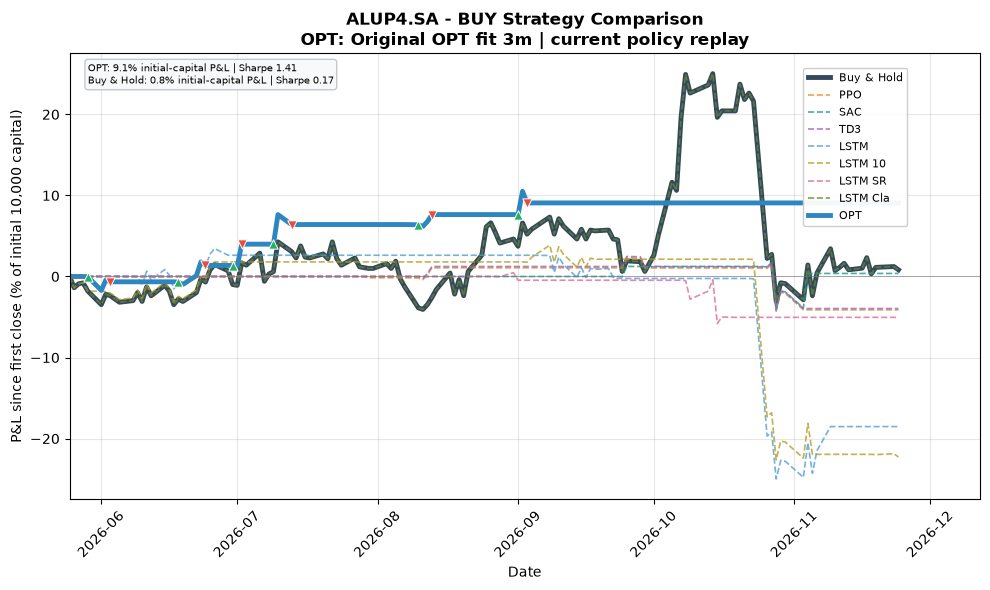 ALUP4.SA - BUY Strategy Comparison
OPT: Original OPT fit 3m | current policy replay
OPT: 9.1% initial-capital P&L | Sharpe 1.41
Buy & Hold: 0.8% initial-capital P&L | Sharpe 0.17
Buy & Hold
PPO
SAC
TD3
LSTM
LSTM 10
LSTM SR
LSTM Cla
OPT
P&L since first close (% of initial 10,000 capital)
20
10
0
−10
−20
2026-06
2026-07
2026-08
2026-09
2026-10
2026-11
2026-12
Date